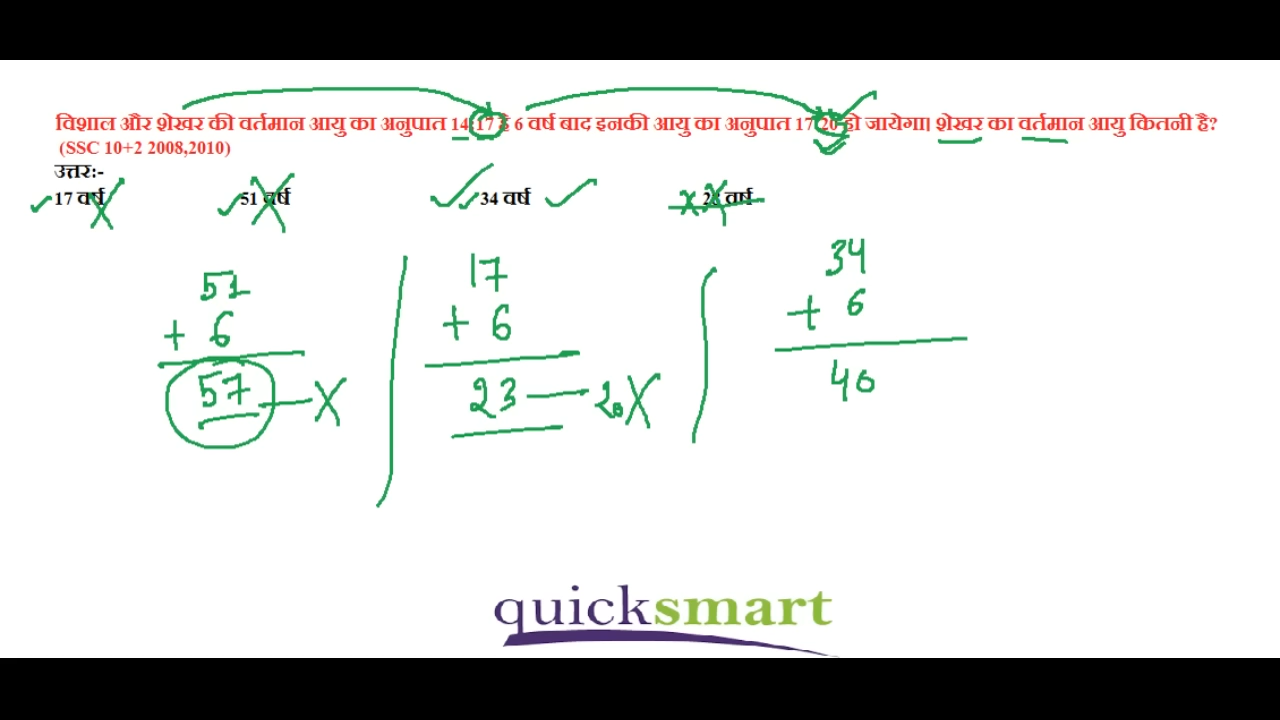 विशाल और शेखर की वर्तमान आयु का अनुपात 14:17 है 6 वर्ष बाद इनकी आयु का अनुपात 17:20 हो जायेगा। शेखर का वर्तमान आयु कितनी है?
(SSC 10+2 2008,2010)
उत्तरः-
17 वर्ष 51 वर्ष 34 वर्ष 28 वर्ष
51 17 34
+ 6 + 6 + 6
57 X 23 20 X 40
quicksmart